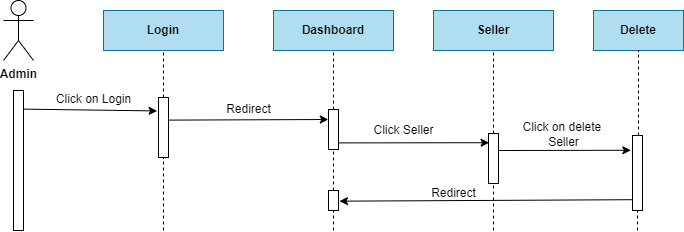 Login
Dashboard
Seller
Delete
Admin
Click on Login
Redirect
Click Seller
Click on delete
Seller
Redirect